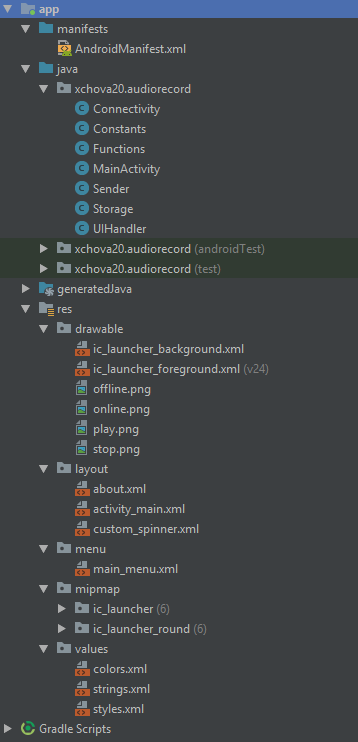 app
manifests
AndroidManifest.xml
java
xchova20.audiorecord
Connectivity
Constants
Functions
MainActivity
Sender
Storage
UIHandler
xchova20.audiorecord (androidTest)
xchova20.audiorecord (test)
generatedJava
res
drawable
ic_launcher_background.xml
ic_launcher_foreground.xml (v24)
offline.png
online.png
play.png
stop.png
layout
about.xml
activity_main.xml
custom_spinner.xml
menu
main_menu.xml
mipmap
ic_launcher (6)
ic_launcher_round (6)
values
colors.xml
strings.xml
styles.xml
Gradle Scripts